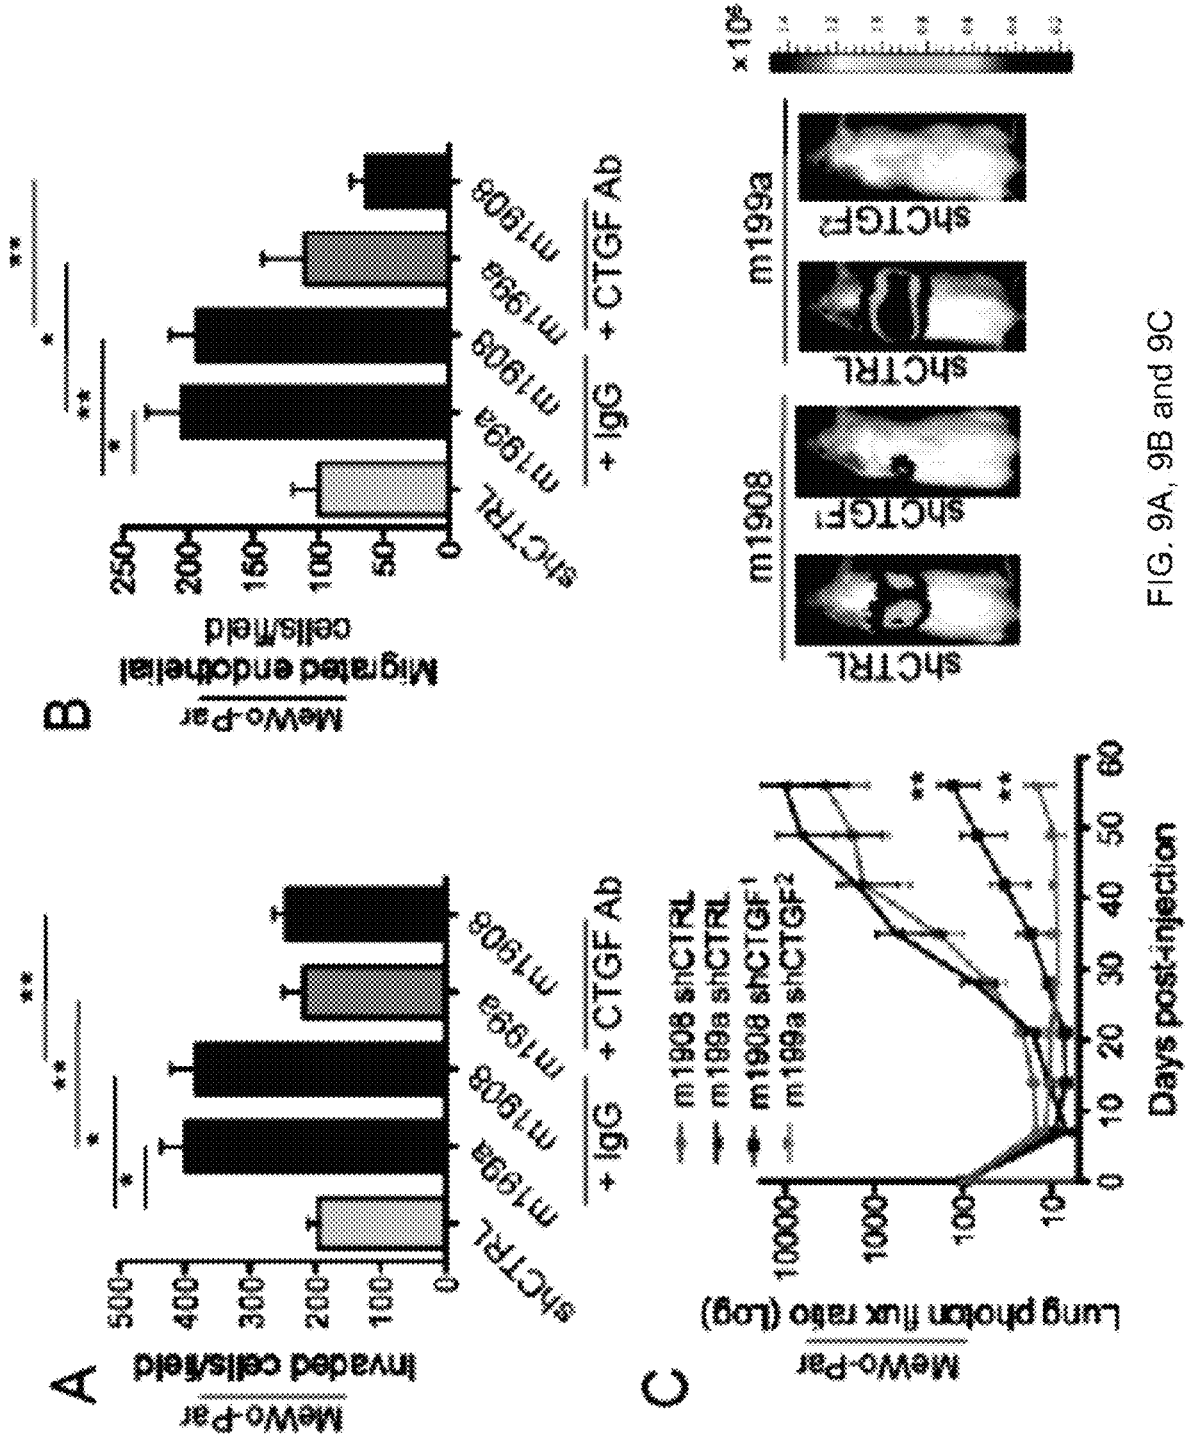 A
MeWo-Par
Invaded cells/field
500
400
300
200
100
0
*
*
**
**
shCTRL
m199a
m1908
m199a
m1908
+ IgG
+ CTGF Ab
B
MeWo-Par
Migrated endothelial
cells/field
250
200
150
100
50
0
*
**
*
**
shCTRL
m199a
m1908
m199a
m1908
+ IgG
+ CTGF Ab
C
MeWo-Par
Lung photon flux ratio (Log)
10000
1000
100
10
m1908 shCTRL
m199a shCTRL
m1908 shCTGF1
m199a shCTGF2
**
**
0
10
20
30
40
50
60
Days post-injection
m1908
m199a
shCTRL
shCTGF1
shCTRL
shCTGF2
FIG. 9A, 9B and 9C